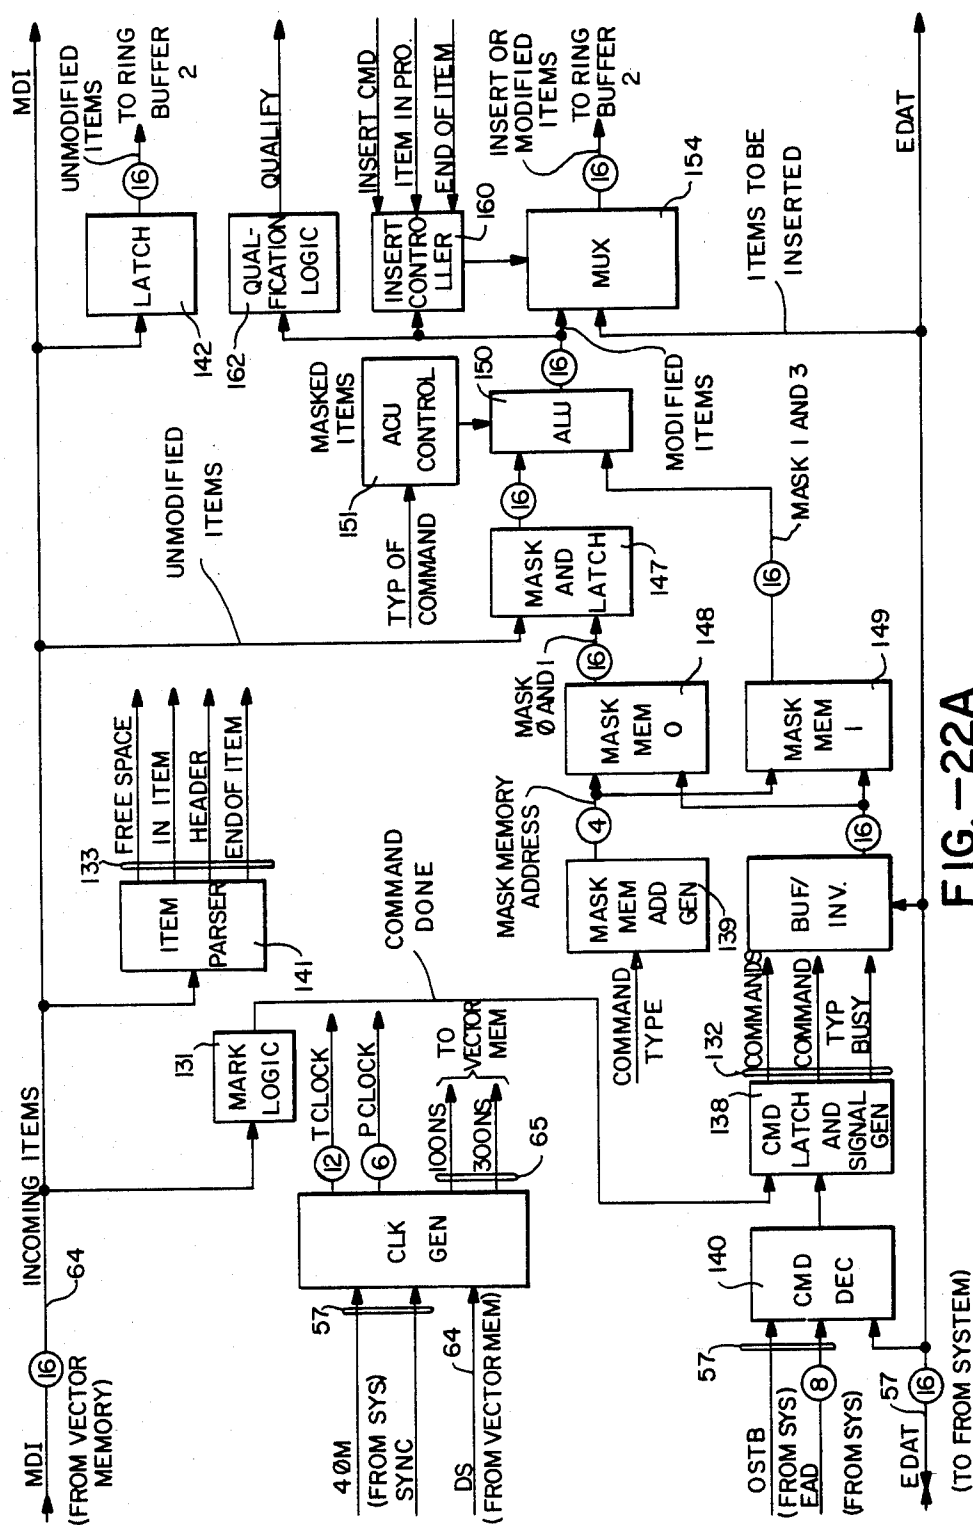 MDI
(FROM VECTOR
MEMORY)
16
64
INCOMING ITEMS
MDI
UNMODIFIED
ITEMS
16
TO RING
BUFFER
2
LATCH
142
QUALIFY
QUAL-
IFICATION
LOGIC
162
INSERT CMD
ITEM IN PRO.
END OF ITEM
INSERT
CONTRO
LLER
160
INSERT OR
MODIFIED
ITEMS
16
TO RING
BUFFER
2
MUX
154
ITEMS TO BE
INSERTED
EDAT
MASKED
ITEMS
ACU
CONTROL
151
TYP OF
COMMAND
150
ALU
16
MODIFIED
ITEMS
UNMODIFIED
ITEMS
16
MASK
AND
LATCH
147
MASK 1 AND 3
16
FREE SPACE
IN ITEM
HEADER
ENDOF ITEM
133
ITEM
PARSER
141
MASK
0 AND 1
16
MASK
MEM
0
148
MASK
MEM
1
149
MASK MEMORY
ADDRESS
4
MASK
MEM
ADD
GEN
139
COMMAND
TYPE
16
BUF/
INV.
COMMAND
DONE
131
MARK
LOGIC
T CLOCK
P CLOCK
12
6
100NS
300NS
TO
VECTOR
MEM
65
CLK
GEN
57
40M
(FROM SYS)
SYNC
DS
(FROM VECTOR MEM)
64
132
COMMANDS
COMMAND
TYP
BUSY
138
CMD
LATCH
AND
SIGNAL
GEN
140
CMD
DEC
57
OSTB
(FROM SYS)
EAD
(FROM SYS)
8
57
16
EDAT
(TO FROM SYSTEM)
FIG.—22A